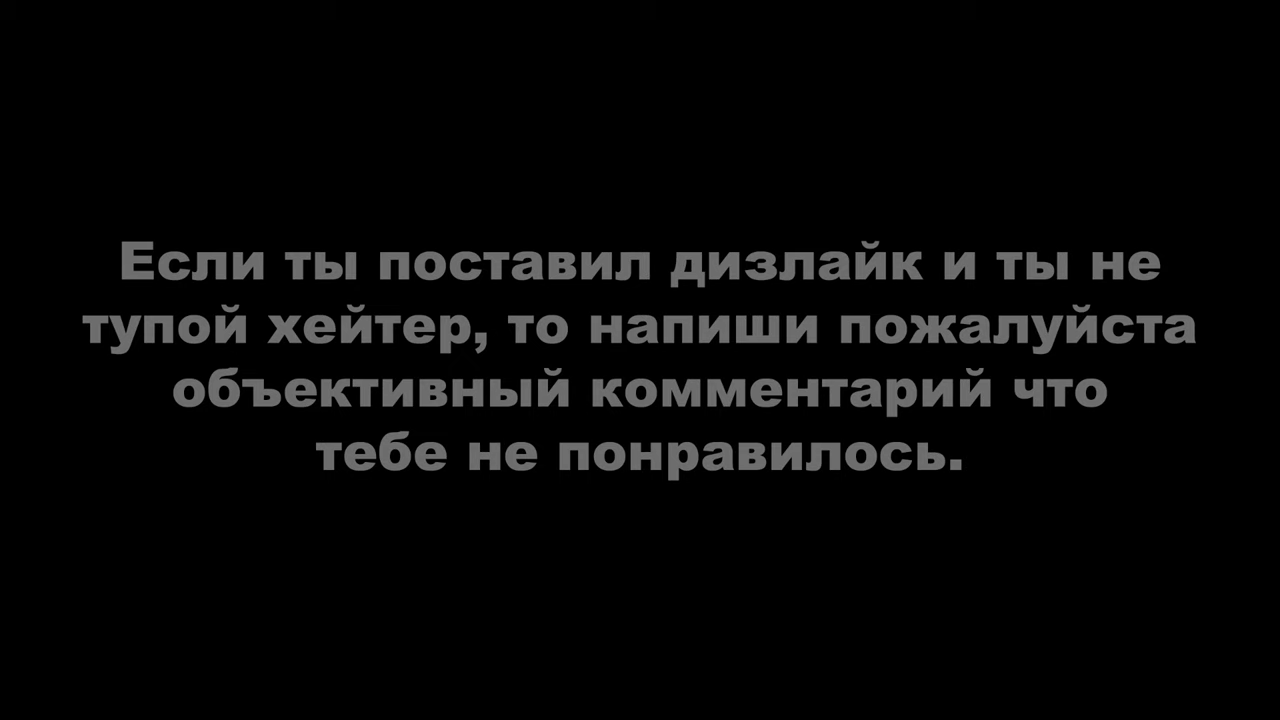 Если ты поставил дизлайк и ты не
тупой хейтер, то напиши пожалуйста
объективный комментарий что
тебе не понравилось.